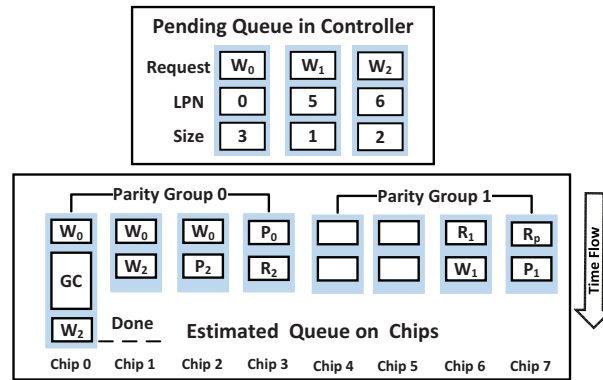 Pending Queue in Controller
Request W₀ W₁ W₂
LPN 0 5 6
Size 3 1 2
Parity Group 0 Parity Group 1
W₀ W₀ W₀ P₀ R₁ Rₚ
GC W₂ P₂ R₂ W₁ P₁
W₂ Done Estimated Queue on Chips
Chip 0 Chip 1 Chip 2 Chip 3 Chip 4 Chip 5 Chip 6 Chip 7
Time Flow